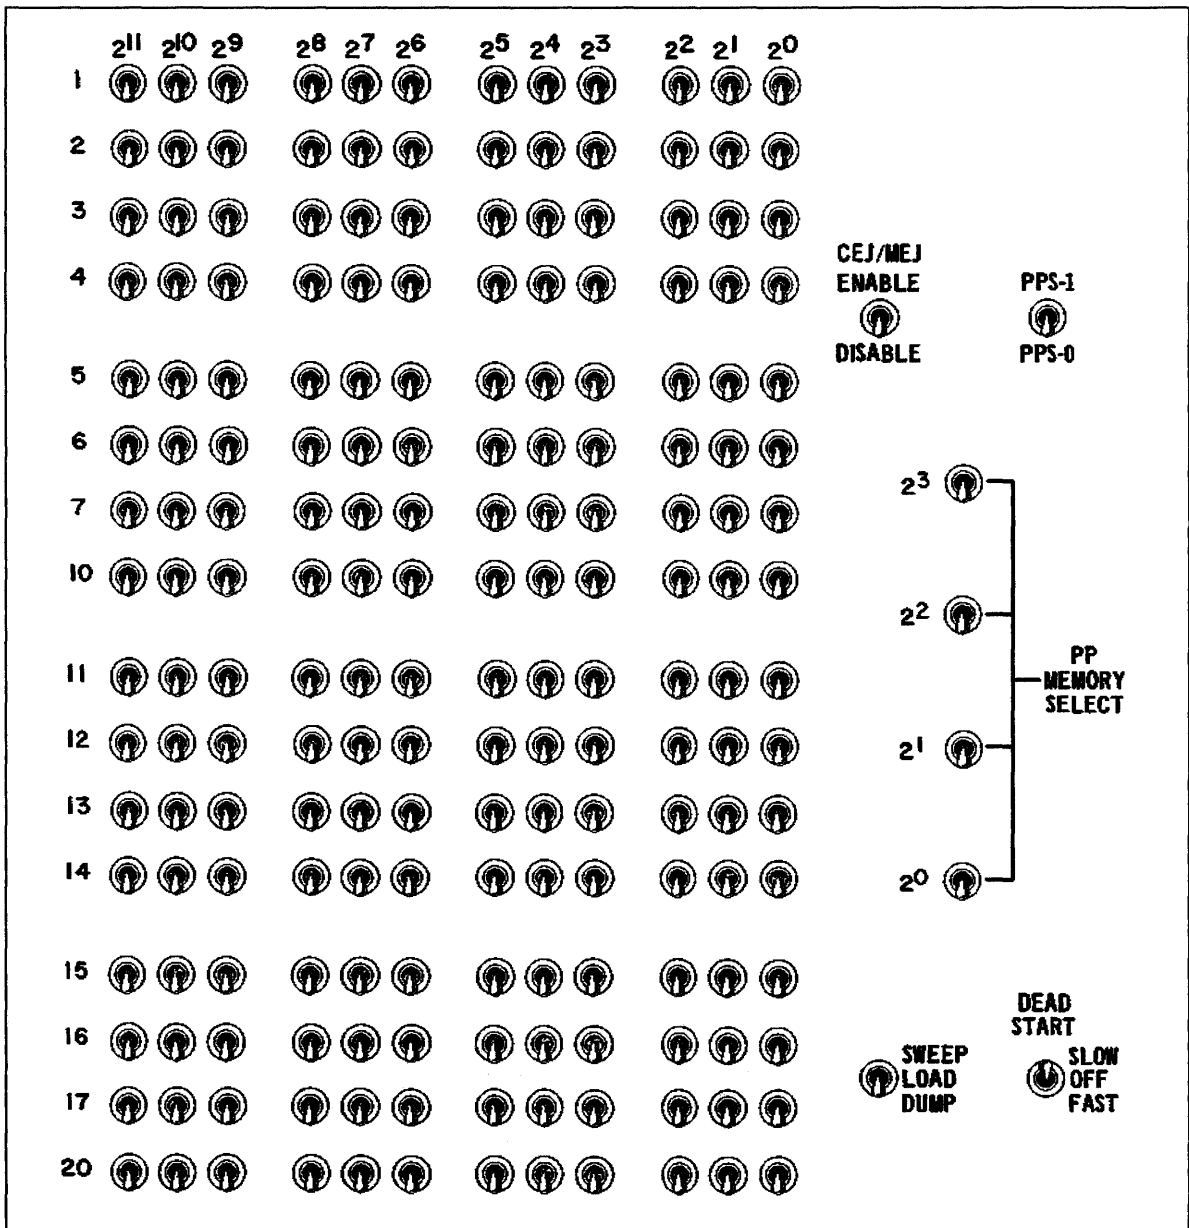 2¹¹ 2¹⁰ 2⁹ 2⁸ 2⁷ 2⁶ 2⁵ 2⁴ 2³ 2² 2¹ 2⁰
1
2
3
4
5
6
7
10
11
12
13
14
15
16
17
20
CEJ/MEJ
ENABLE
DISABLE
PPS-1
PPS-0
2³
2²
2¹
2⁰
PP
MEMORY
SELECT
SWEEP
LOAD
DUMP
DEAD
START
SLOW
OFF
FAST